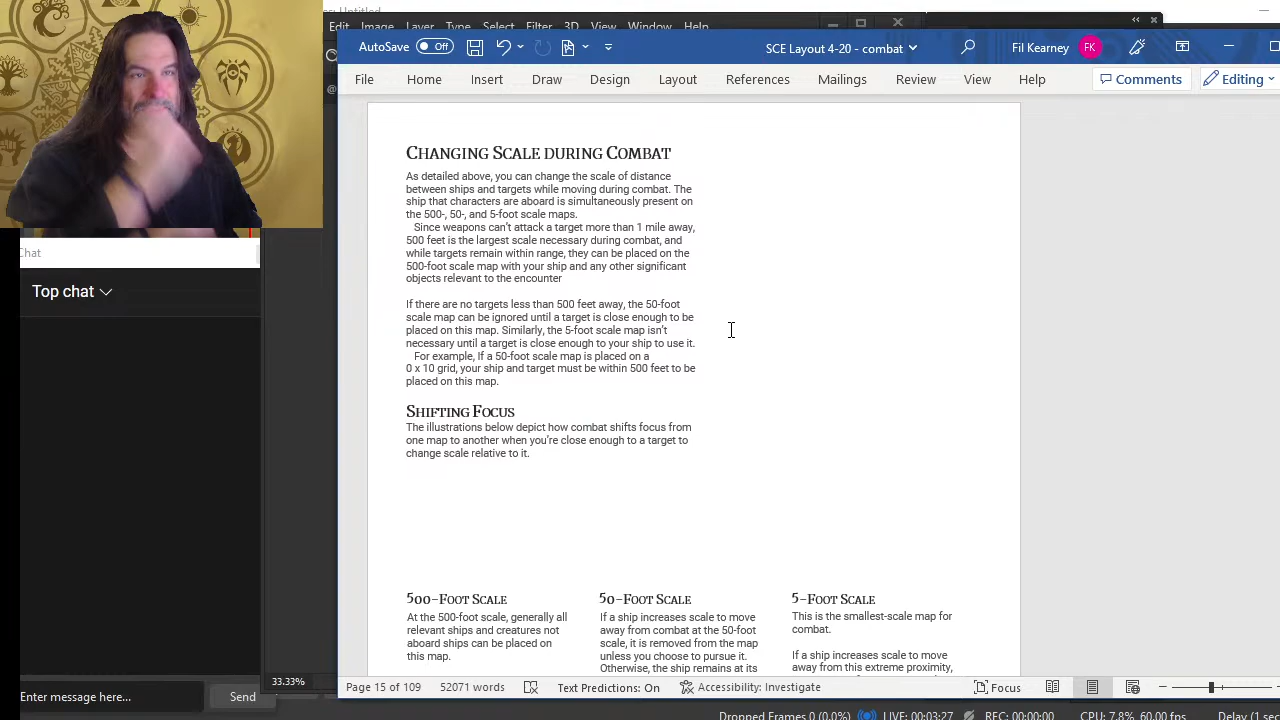 Edit Image Layer Type Select Filter 3D View Window Help
AutoSave Off
SCE Layout 4-20 - combat
Fil Kearney FK
File Home Insert Draw Design Layout References Mailings Review View Help Comments Editing
CHANGING SCALE DURING COMBAT
As detailed above, you can change the scale of distance
between ships and targets while moving during combat. The
ship that characters are aboard is simultaneously present on
the 500-, 50-, and 5-foot scale maps.
Since weapons can't attack a target more than 1 mile away,
500 feet is the largest scale necessary during combat, and
while targets remain within range, they can be placed on the
500-foot scale map with your ship and any other significant
objects relevant to the encounter
If there are no targets less than 500 feet away, the 50-foot
scale map can be ignored until a target is close enough to be
placed on this map. Similarly, the 5-foot scale map isn't
necessary until a target is close enough to your ship to use it.
For example, If a 50-foot scale map is placed on a
0 x 10 grid, your ship and target must be within 500 feet to be
placed on this map.
SHIFTING FOCUS
The illustrations below depict how combat shifts focus from
one map to another when you're close enough to a target to
change scale relative to it.
500-FOOT SCALE
At the 500-foot scale, generally all
relevant ships and creatures not
aboard ships can be placed on
this map.
50-FOOT SCALE
If a ship increases scale to move
away from combat at the 50-foot
scale, it is removed from the map
unless you choose to pursue it.
Otherwise, the ship remains at its
5-FOOT SCALE
This is the smallest-scale map for
combat.
If a ship increases scale to move
away from this extreme proximity,
Chat
Top chat
Enter message here...
Send
33.33%
Page 15 of 109 52071 words Text Predictions: On Accessibility: Investigate Focus
Dropped Frames 0 (0.0%) LIVE: 00:03:27 REC: 00:00:00 CPU: 7.8%, 60.00 fps Delay (1 sec